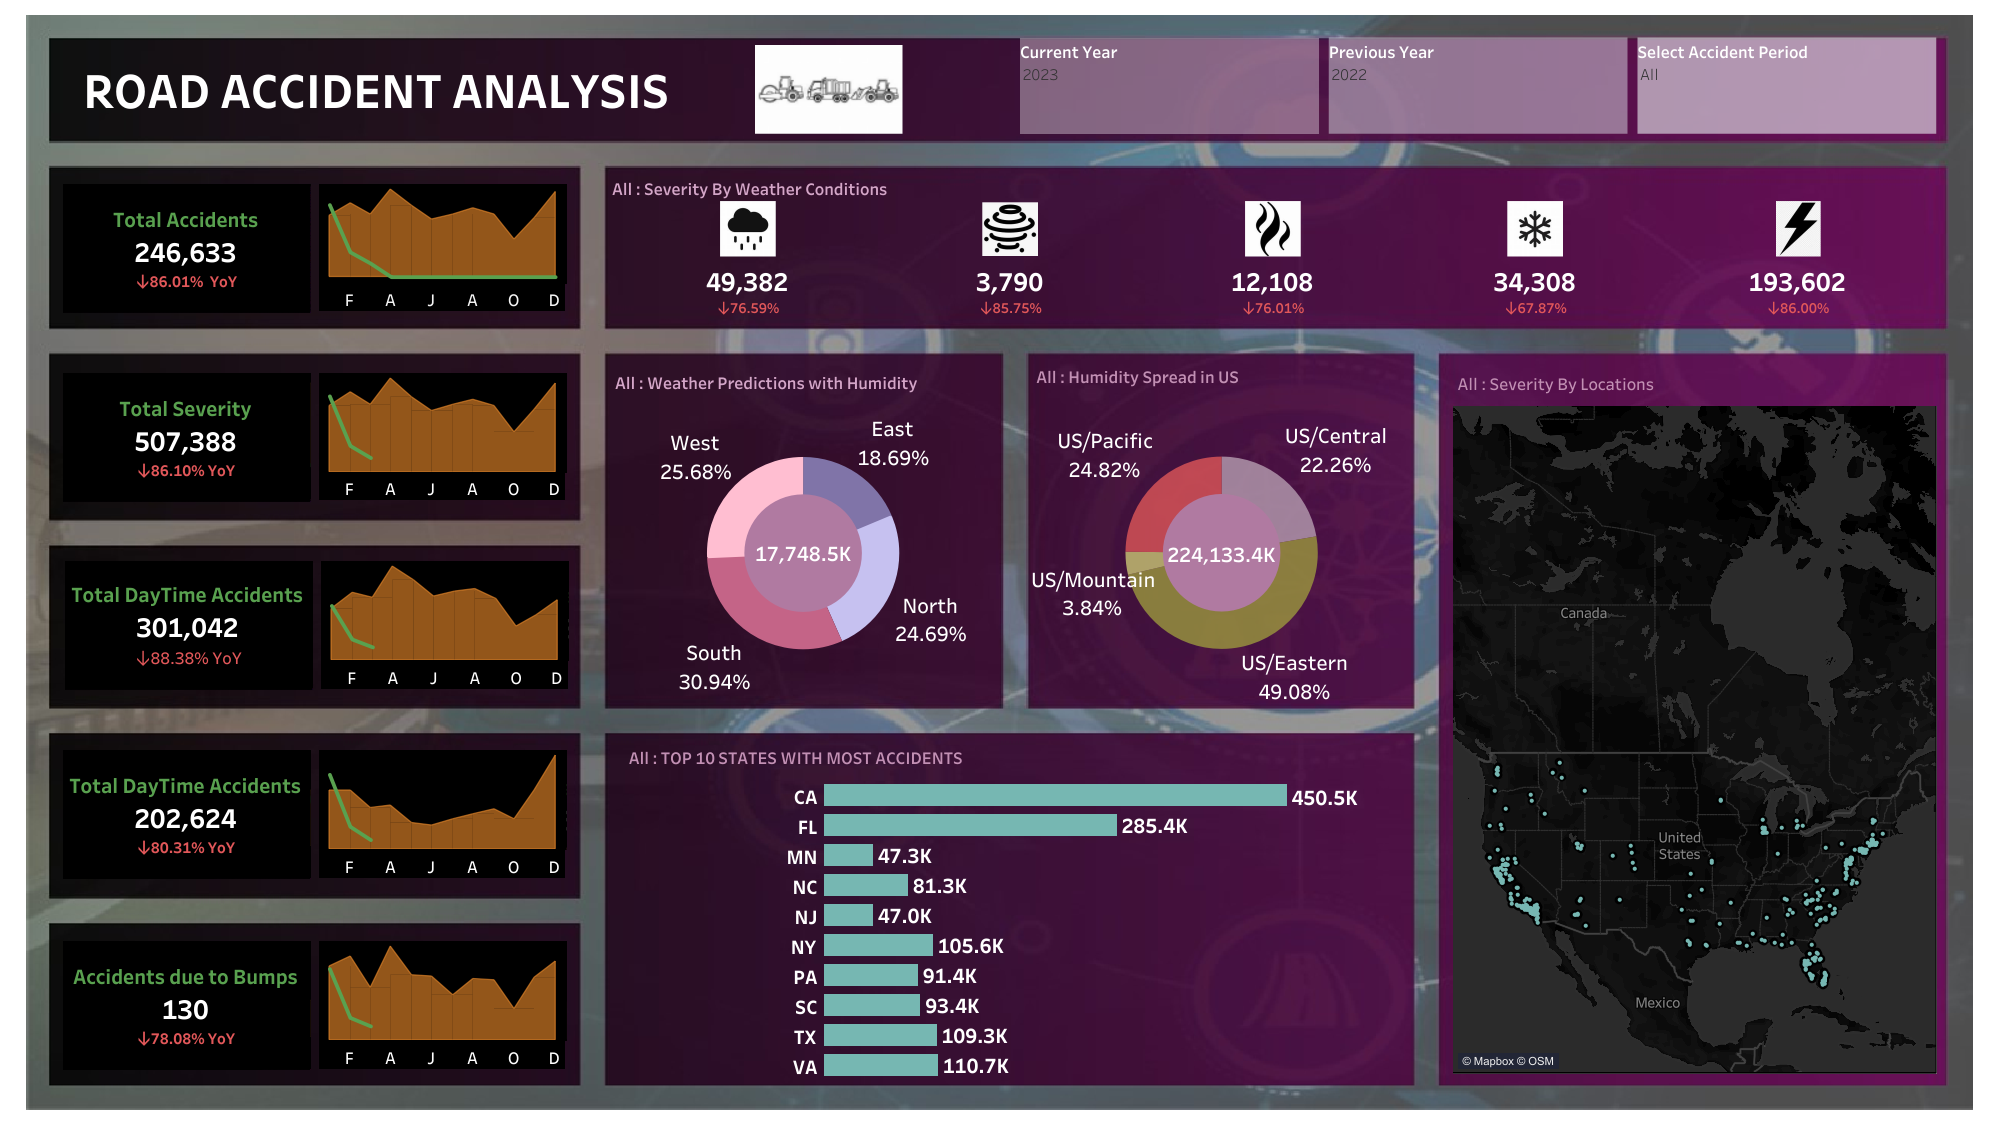 ROAD ACCIDENT ANALYSIS
Current Year
2023
Previous Year
2022
Select Accident Period
All
Total Accidents
246,633
↓86.01% YoY
F A J A O D
All : Severity By Weather Conditions
49,382
↓76.59%
3,790
↓85.75%
12,108
↓76.01%
34,308
↓67.87%
193,602
↓86.00%
Total Severity
507,388
↓86.10% YoY
F A J A O D
Total DayTime Accidents
301,042
↓88.38% YoY
F A J A O D
Total DayTime Accidents
202,624
↓80.31% YoY
F A J A O D
Accidents due to Bumps
130
↓78.08% YoY
F A J A O D
All : Weather Predictions with Humidity
West
25.68%
East
18.69%
17,748.5K
North
24.69%
South
30.94%
All : Humidity Spread in US
US/Pacific
24.82%
US/Central
22.26%
224,133.4K
US/Mountain
3.84%
US/Eastern
49.08%
All : TOP 10 STATES WITH MOST ACCIDENTS
CA 450.5K
FL 285.4K
MN 47.3K
NC 81.3K
NJ 47.0K
NY 105.6K
PA 91.4K
SC 93.4K
TX 109.3K
VA 110.7K
All : Severity By Locations
Canada
United
States
Mexico
© Mapbox © OSM